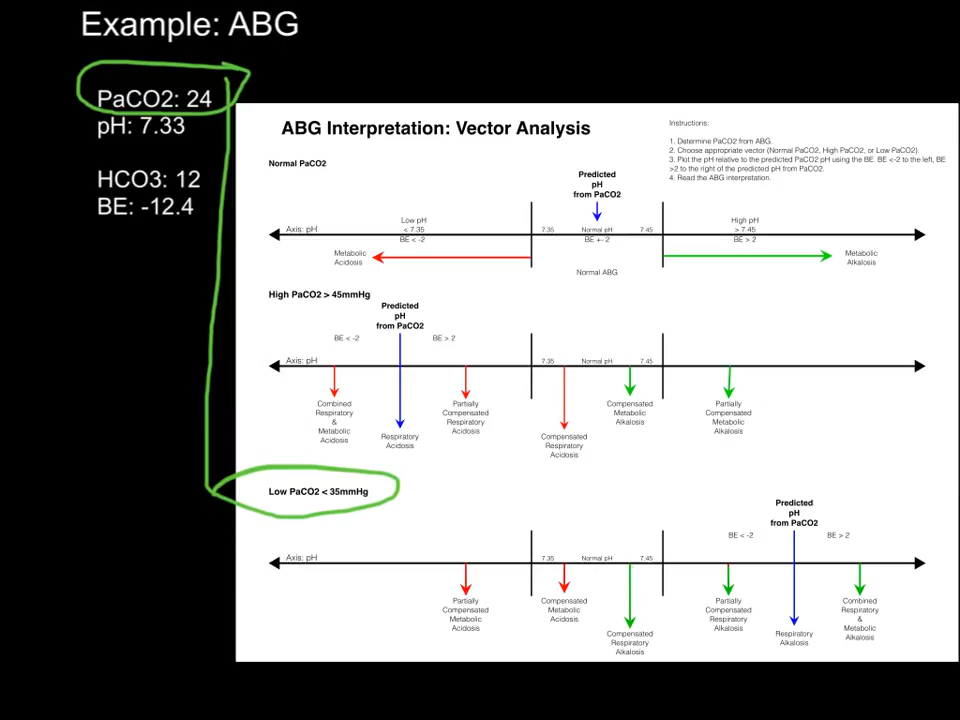 Example: ABG
PaCO2: 24
pH: 7.33
HCO3: 12
BE: -12.4
ABG Interpretation: Vector Analysis
Instructions:
1. Determine PaCO2 from ABG.
2. Choose appropriate vector (Normal PaCO2, High PaCO2, or Low PaCO2).
3. Plot the pH relative to the predicted PaCO2 pH using the BE. BE <-2 to the left, BE
>2 to the right of the predicted pH from PaCO2.
4. Read the ABG interpretation.
Normal PaCO2
Predicted
pH
from PaCO2
Low pH
< 7.35
BE < -2
High pH
> 7.45
BE > 2
Axis: pH
7.35
Normal pH
7.45
BE +- 2
Metabolic
Acidosis
Metabolic
Alkalosis
Normal ABG
High PaCO2 > 45mmHg
Predicted
pH
from PaCO2
BE < -2
BE > 2
Axis: pH
7.35
Normal pH
7.45
Combined
Respiratory
&
Metabolic
Acidosis
Respiratory
Acidosis
Partially
Compensated
Respiratory
Acidosis
Compensated
Respiratory
Acidosis
Compensated
Metabolic
Alkalosis
Partially
Compensated
Metabolic
Alkalosis
Low PaCO2 < 35mmHg
Predicted
pH
from PaCO2
BE < -2
BE > 2
Axis: pH
7.35
Normal pH
7.45
Partially
Compensated
Metabolic
Acidosis
Compensated
Metabolic
Acidosis
Compensated
Respiratory
Alkalosis
Partially
Compensated
Respiratory
Alkalosis
Respiratory
Alkalosis
Combined
Respiratory
&
Metabolic
Alkalosis